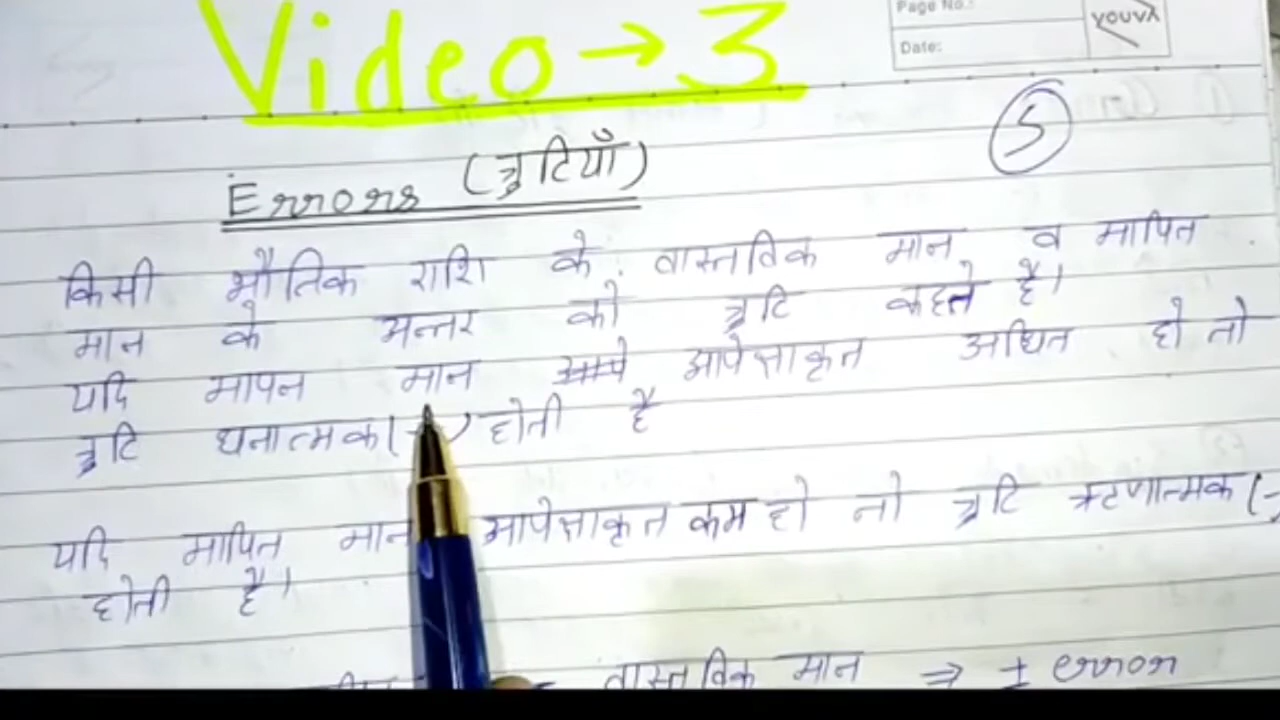 Video → 3
Page No.:
Date:
youva
5
Errors (त्रुटियाँ)
किसी भौतिक राशि के वास्तविक मान व मापित
मान के अन्तर को त्रुटि कहते है।
यदि मापन मान आपेक्षाकृत अधित हो तो
त्रुटि धनात्मक( ) होती है
यदि मापित मान आपेक्षाकृत कम हो तो त्रुटि ऋणात्मक(-
होती है।
वास्तविक मान ⇒ ± error